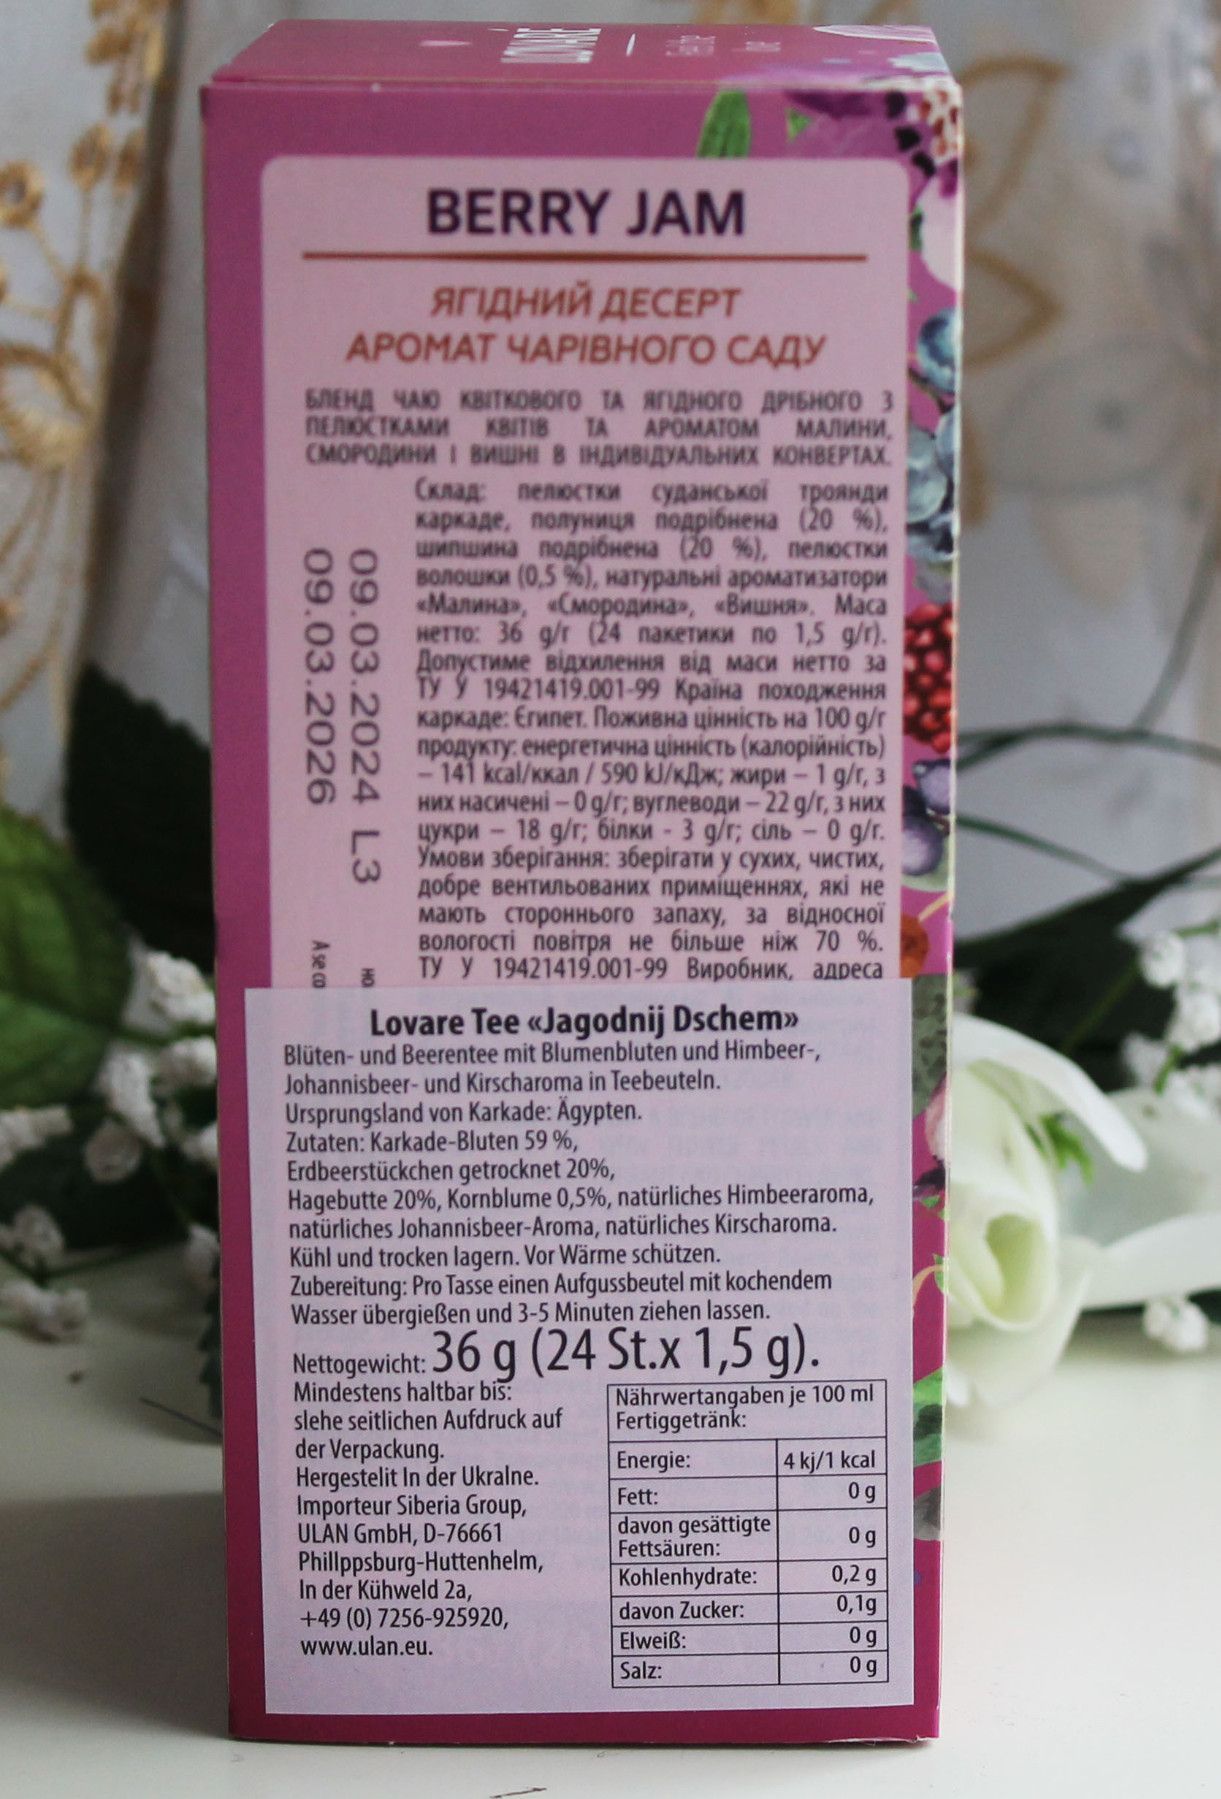 LOVARE
BERRY JAM
ЯГІДНИЙ ДЕСЕРТ
АРОМАТ ЧАРІВНОГО САДУ
БЛЕНД ЧАЮ КВІТКОВОГО ТА ЯГІДНОГО ДРІБНОГО З
ПЕЛЮСТКАМИ КВІТІВ ТА АРОМАТОМ МАЛИНИ,
СМОРОДИНИ І ВИШНІ В ІНДИВІДУАЛЬНИХ КОНВЕРТАХ.
Склад: пелюстки суданської троянди
каркаде, полуниця подрібнена (20 %),
шипшина подрібнена (20 %), пелюстки
волошки (0,5 %), натуральні ароматизатори
«Малина», «Смородина», «Вишня». Маса
нетто: 36 g/г (24 пакетики по 1,5 g/г).
Допустиме відхилення від маси нетто за
ТУ У 19421419.001-99 Країна походження
каркаде: Єгипет. Поживна цінність на 100 g/г
продукту: енергетична цінність (калорійність)
– 141 kcal/ккал / 590 kJ/кДж; жири – 1 g/г, з
них насичені – 0 g/г; вуглеводи – 22 g/г, з них
цукри – 18 g/г; білки - 3 g/г; сіль – 0 g/г.
Умови зберігання: зберігати у сухих, чистих,
добре вентильованих приміщеннях, які не
мають стороннього запаху, за відносної
вологості повітря не більше ніж 70 %.
ТУ У 19421419.001-99 Виробник, адреса
09.03.2024 L3
09.03.2026
Lovare Tee «Jagodnij Dschem»
Blüten- und Beerentee mit Blumenbluten und Himbeer-,
Johannisbeer- und Kirscharoma in Teebeuteln.
Ursprungsland von Karkade: Ägypten.
Zutaten: Karkade-Bluten 59 %,
Erdbeerstückchen getrocknet 20%,
Hagebutte 20%, Kornblume 0,5%, natürliches Himbeeraroma,
natürliches Johannisbeer-Aroma, natürliches Kirscharoma.
Kühl und trocken lagern. Vor Wärme schützen.
Zubereitung: Pro Tasse einen Aufgussbeutel mit kochendem
Wasser übergießen und 3-5 Minuten ziehen lassen.
Nettogewicht: 36 g (24 St.x 1,5 g).
Mindestens haltbar bis:
slehe seitlichen Aufdruck auf
der Verpackung.
Hergestelit In der Ukralne.
Importeur Siberia Group,
ULAN GmbH, D-76661
Phillppsburg-Huttenhelm,
In der Kühweld 2a,
+49 (0) 7256-925920,
www.ulan.eu.
Nährwertangaben je 100 ml
Fertiggetränk:
Energie: 4 kj/1 kcal
Fett: 0 g
davon gesättigte
Fettsäuren: 0 g
Kohlenhydrate: 0,2 g
davon Zucker: 0,1g
Elweiß: 0 g
Salz: 0 g